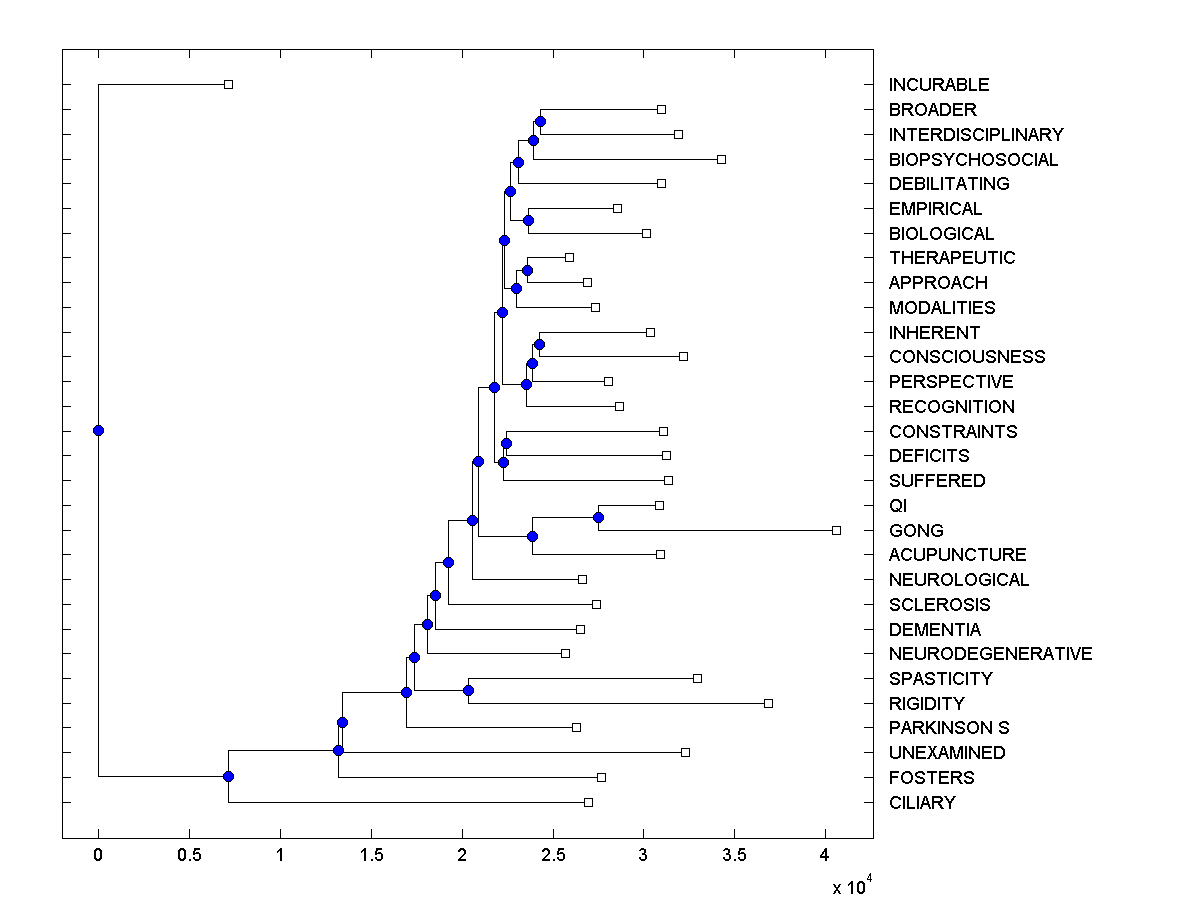 INCURABLE
BROADER
INTERDISCIPLINARY
BIOPSYCHOSOCIAL
DEBILITATING
EMPIRICAL
BIOLOGICAL
THERAPEUTIC
APPROACH
MODALITIES
INHERENT
CONSCIOUSNESS
PERSPECTIVE
RECOGNITION
CONSTRAINTS
DEFICITS
SUFFERED
QI
GONG
ACUPUNCTURE
NEUROLOGICAL
SCLEROSIS
DEMENTIA
NEURODEGENERATIVE
SPASTICITY
RIGIDITY
PARKINSON S
UNEXAMINED
FOSTERS
CILIARY
0 0.5 1 1.5 2 2.5 3 3.5 4
x 10^4